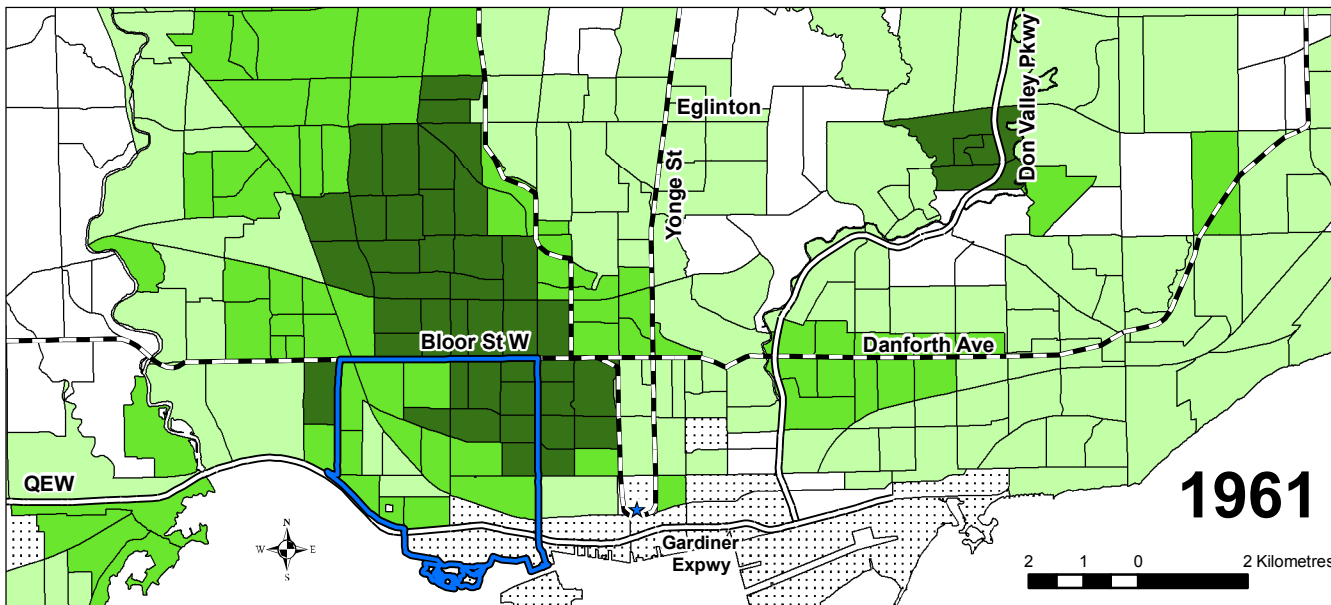 Eglinton
Don Valley Pkwy
Yonge St
Bloor St W
Danforth Ave
QEW
1961
N
W E
S
Gardiner
Expwy
2 1 0 2 Kilometres